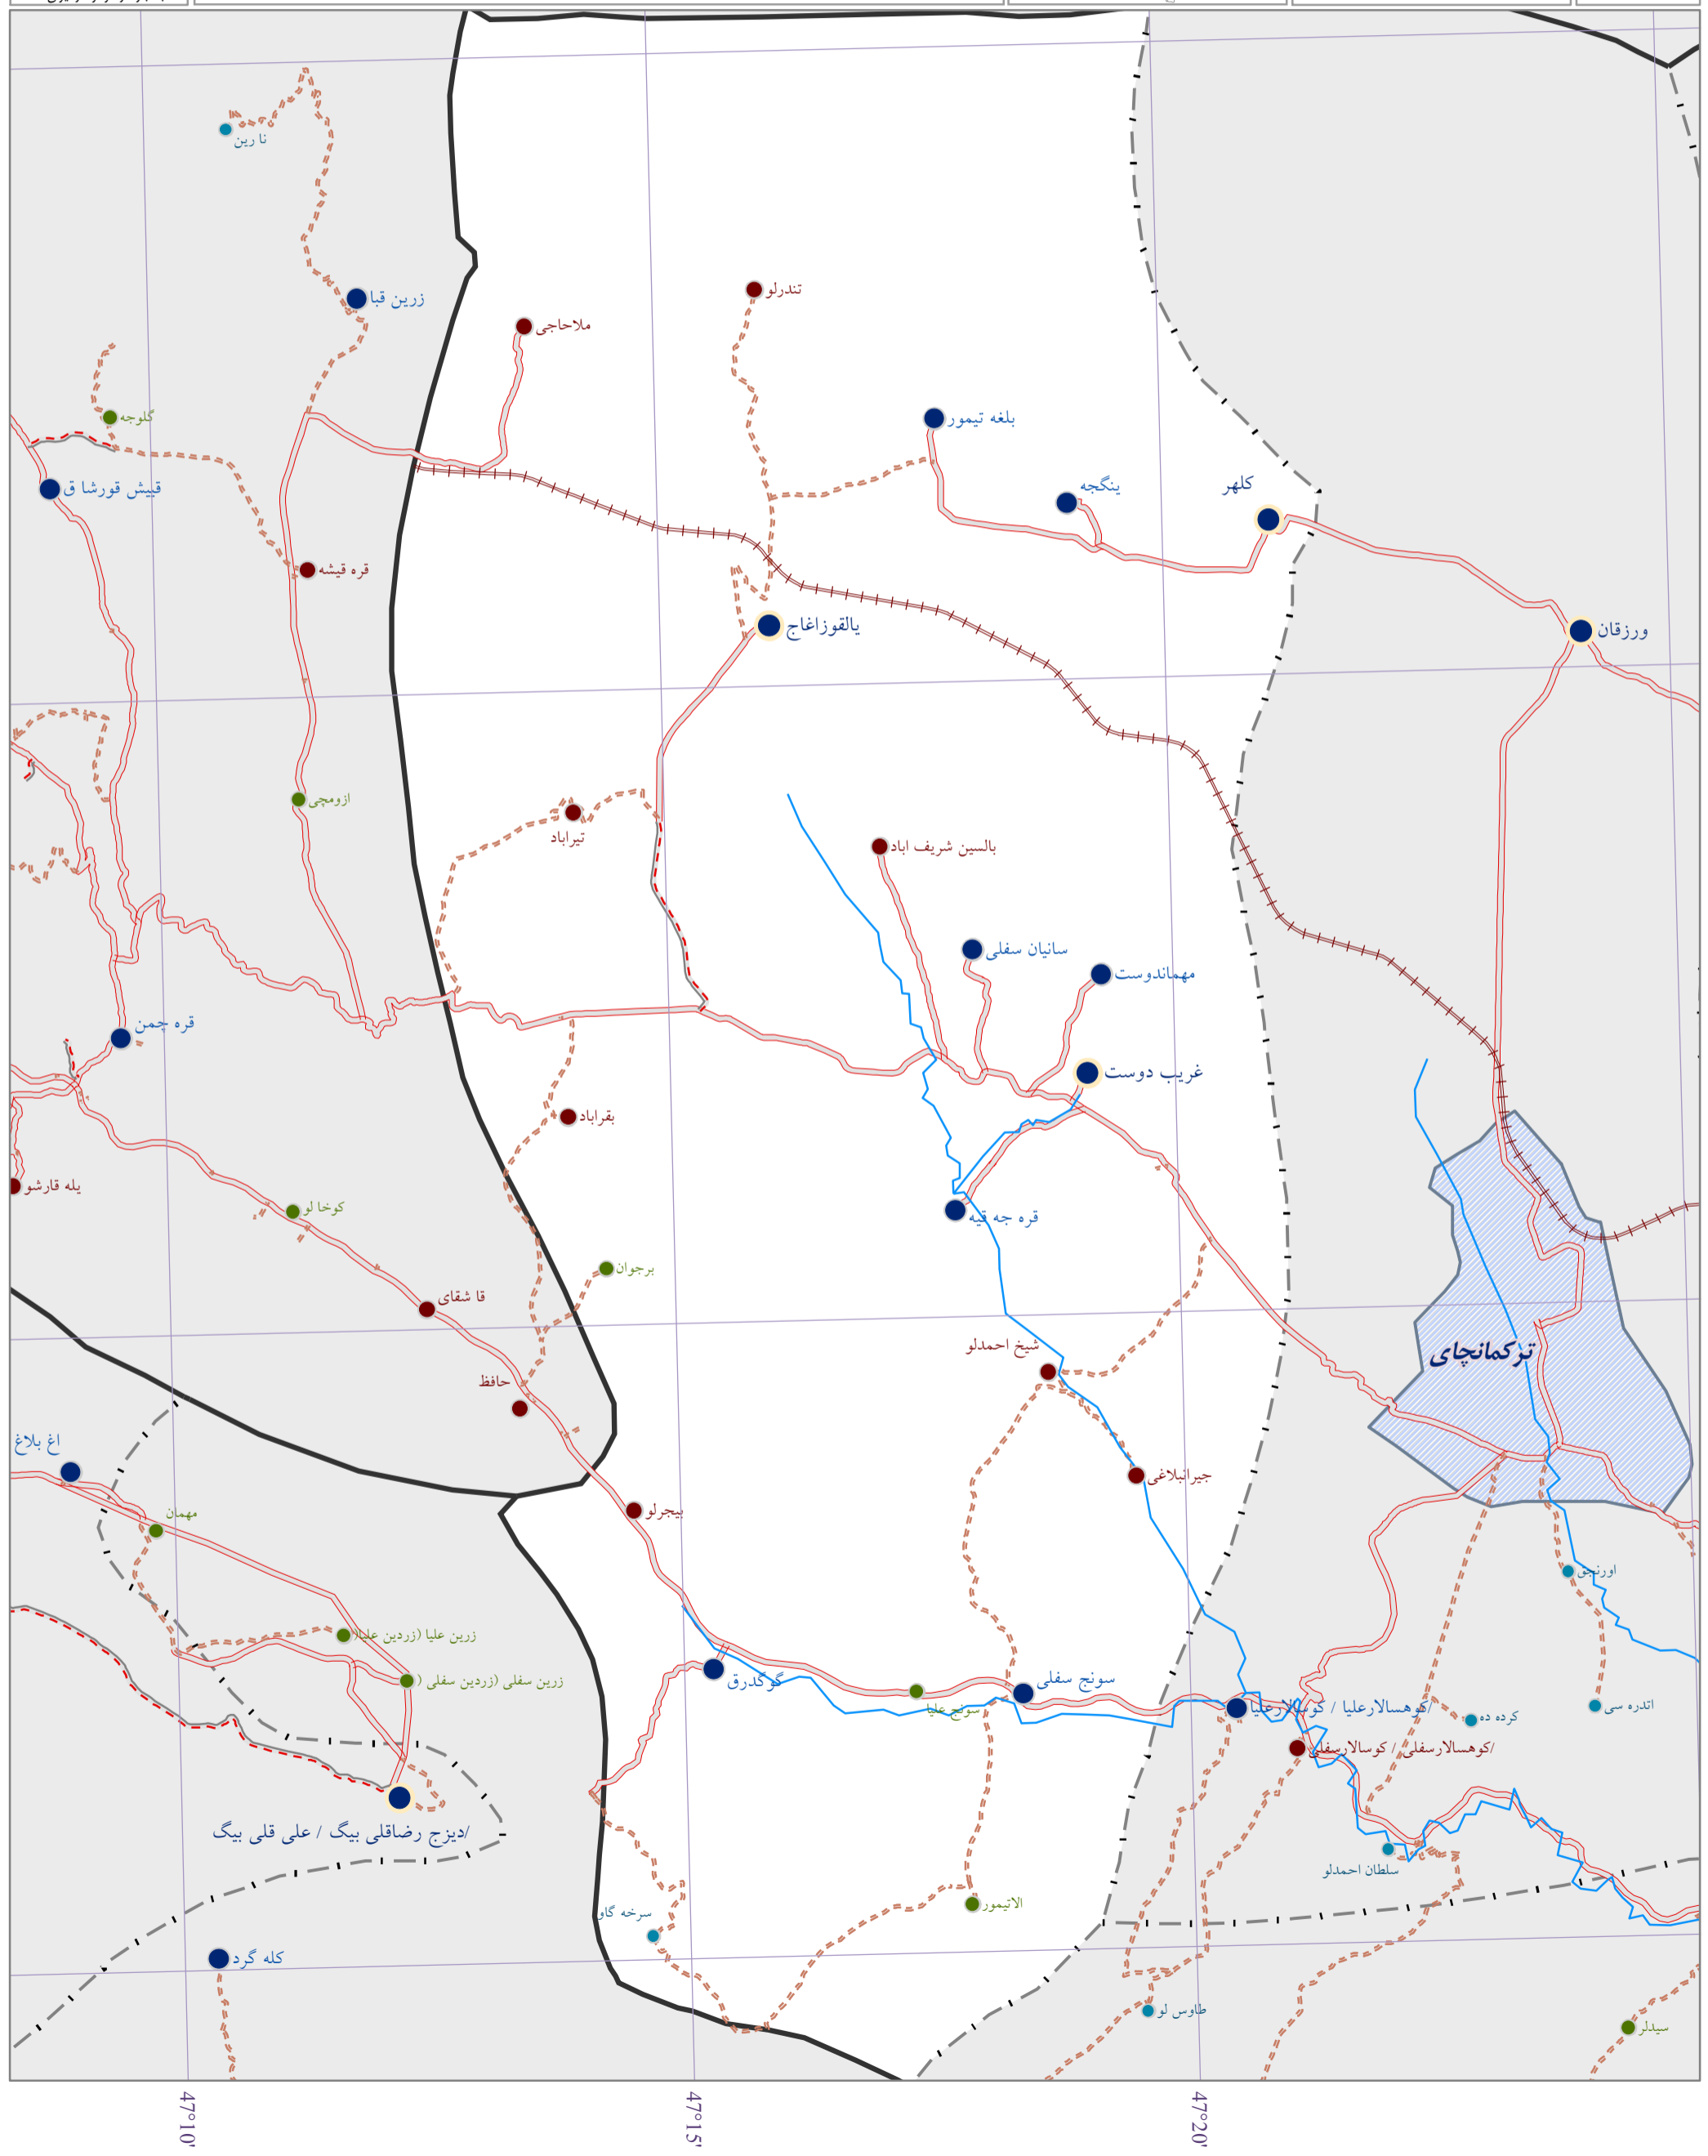 نا رین
زرین قبا
تندرلو
ملاحاجی
گلوجه
بلغه تیمور
قبیش قورشا ق
ینگجه
کلهر
قره قیشه
یالقوزاغاج
ورزقان
ازومچی
تیراباد
بالسین شریف اباد
سانیان سفلی
مهماندوست
قره چمن
غریب دوست
بقراباد
یله قارشو
کوخا لو
قره جه قیه
برجوان
قا شقای
شیخ احمدلو
ترکمانچای
حافظ
اغ بلاغ
جیرانبلاغی
مهمان
بیجرلو
اورنجق
زرین علیا (زردین علیا)
زرین سفلی (زردین سفلی )
گوگدرق
سونج سفلی
سونج علیا
کوهسالارعلیا / کوسالارعلیا/
اتدره سی
کرده ده
کوهسالارسفلی / کوسالارسفلی/
دیزج رضاقلی بیگ / علی قلی بیگ/
سلطان احمدلو
الاتیمور
سرخه گاو
کله گرد
طاوس لو
سیدلر
47°10'
47°15'
47°20'